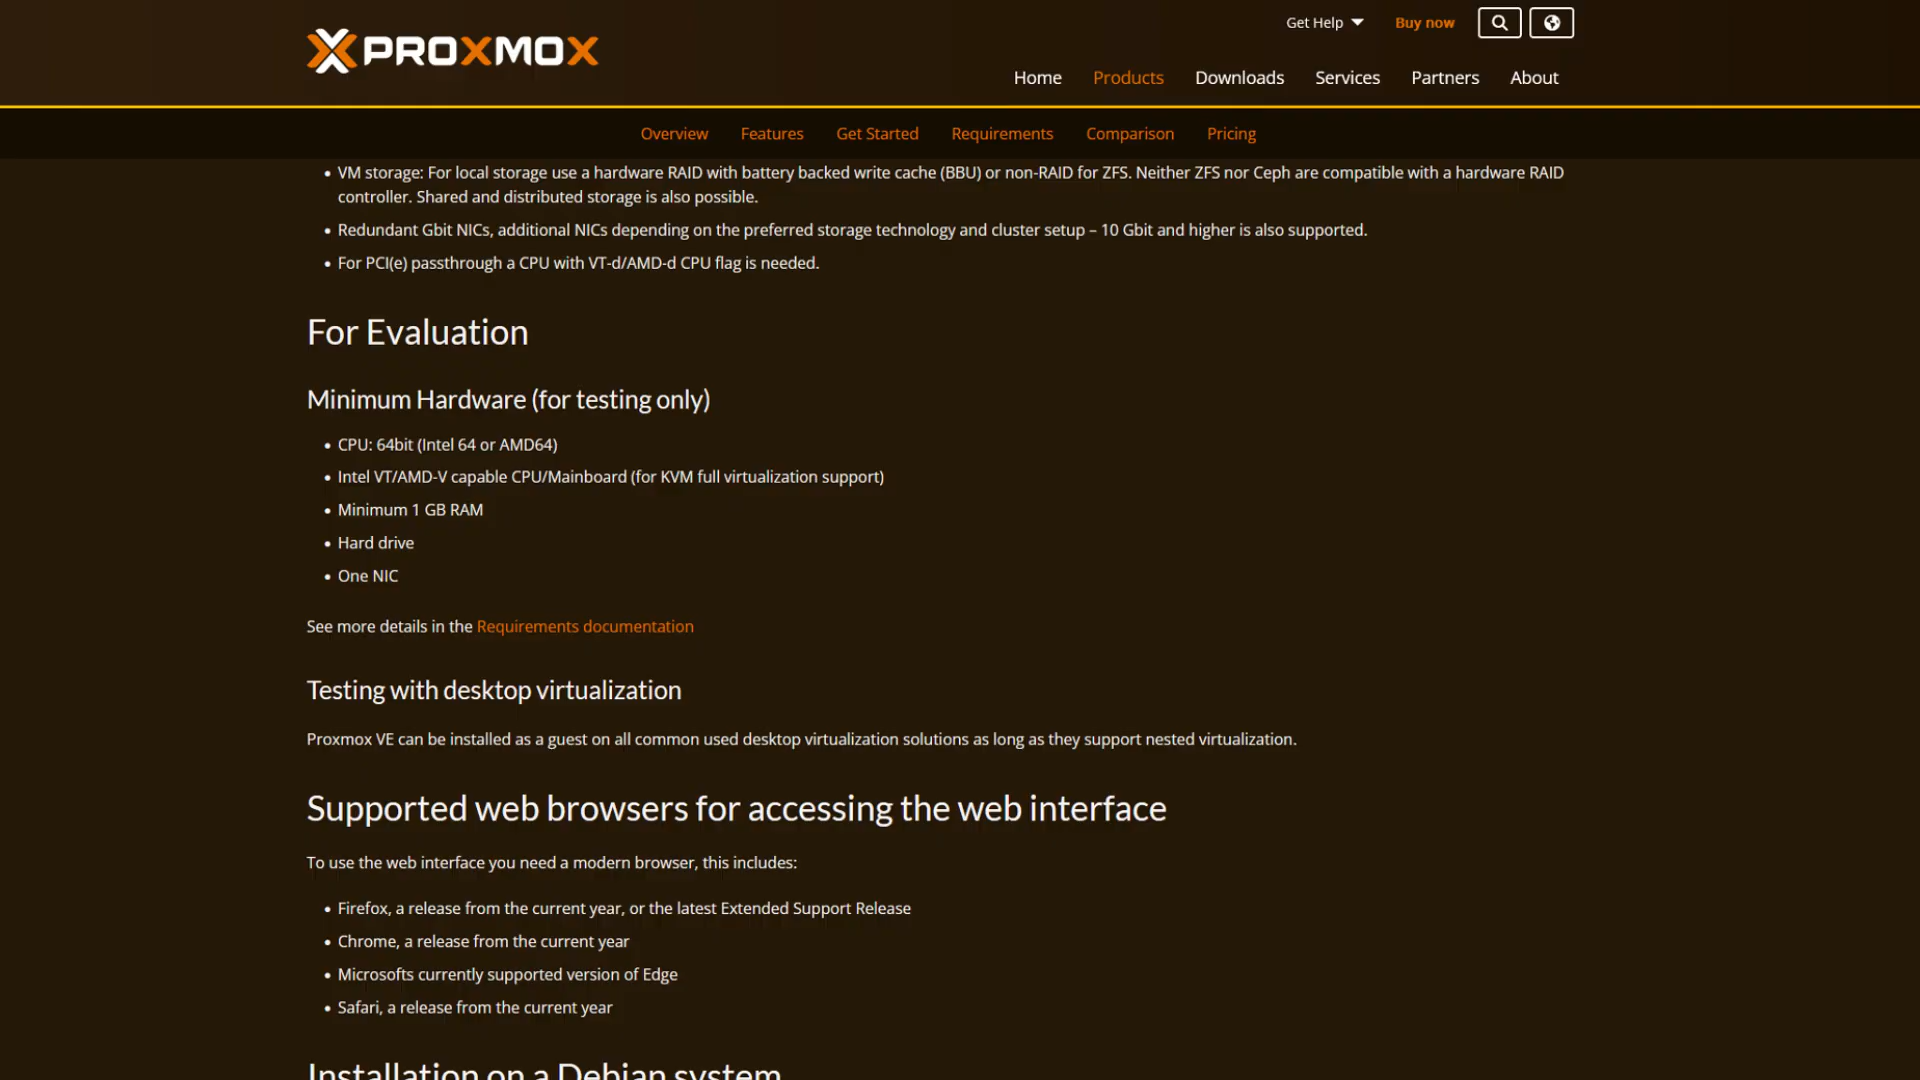 Get Help
Buy now
PROXMOX
Home
Products
Downloads
Services
Partners
About
Overview
Features
Get Started
Requirements
Comparison
Pricing
• VM storage: For local storage use a hardware RAID with battery backed write cache (BBU) or non-RAID for ZFS. Neither ZFS nor Ceph are compatible with a hardware RAID
controller. Shared and distributed storage is also possible.
• Redundant Gbit NICs, additional NICs depending on the preferred storage technology and cluster setup – 10 Gbit and higher is also supported.
• For PCI(e) passthrough a CPU with VT-d/AMD-d CPU flag is needed.
For Evaluation
Minimum Hardware (for testing only)
• CPU: 64bit (Intel 64 or AMD64)
• Intel VT/AMD-V capable CPU/Mainboard (for KVM full virtualization support)
• Minimum 1 GB RAM
• Hard drive
• One NIC
See more details in the Requirements documentation
Testing with desktop virtualization
Proxmox VE can be installed as a guest on all common used desktop virtualization solutions as long as they support nested virtualization.
Supported web browsers for accessing the web interface
To use the web interface you need a modern browser, this includes:
• Firefox, a release from the current year, or the latest Extended Support Release
• Chrome, a release from the current year
• Microsofts currently supported version of Edge
• Safari, a release from the current year
Installation on a Debian system